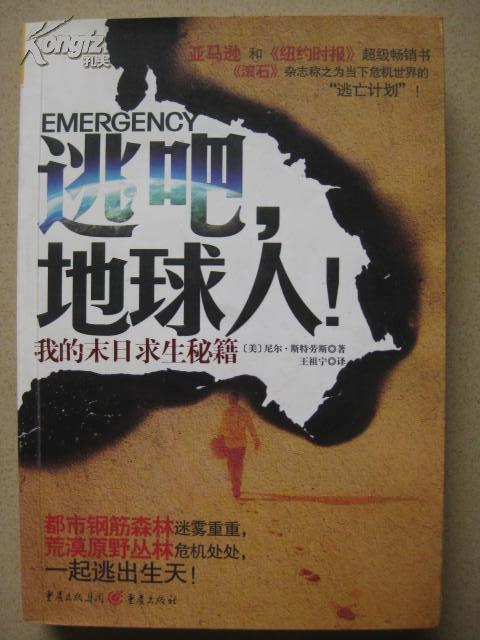 Kongfz
孔夫
亚马逊 和《纽约时报》超级畅销书
《滚石》杂志称之为当下危机世界的
“逃亡计划”！
EMERGENCY
逃吧，
地球人！
我的末日求生秘籍
〔美〕尼尔·斯特劳斯◎著
王祖宁◎译
都市钢筋森林迷雾重重，
荒漠原野丛林危机处处，
一起逃出生天！
重庆出版集团 重庆出版社